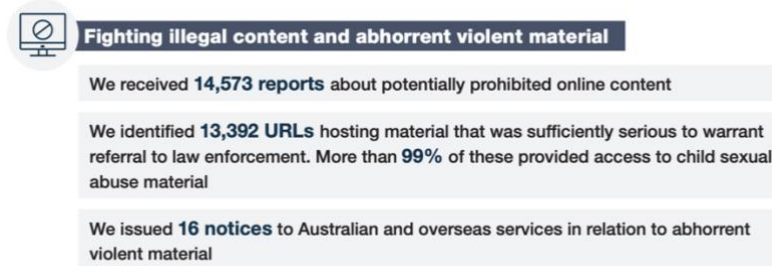 Fighting illegal content and abhorrent violent material
We received 14,573 reports about potentially prohibited online content
We identified 13,392 URLs hosting material that was sufficiently serious to warrant
referral to law enforcement. More than 99% of these provided access to child sexual
abuse material
We issued 16 notices to Australian and overseas services in relation to abhorrent
violent material